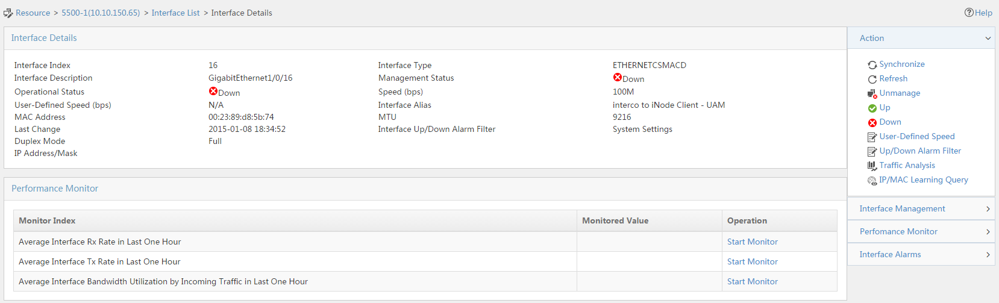 Resource > 5500-1(10.10.150.65) > Interface List > Interface Details
Help
Interface Details
Interface Index 16 Interface Type ETHERNETCSMACD
Interface Description GigabitEthernet1/0/16 Management Status Down
Operational Status Down Speed (bps) 100M
User-Defined Speed (bps) N/A Interface Alias interco to iNode Client - UAM
MAC Address 00:23:89:d8:5b:74 MTU 9216
Last Change 2015-01-08 18:34:52 Interface Up/Down Alarm Filter System Settings
Duplex Mode Full
IP Address/Mask
Performance Monitor
Monitor Index Monitored Value Operation
Average Interface Rx Rate in Last One Hour Start Monitor
Average Interface Tx Rate in Last One Hour Start Monitor
Average Interface Bandwidth Utilization by Incoming Traffic in Last One Hour Start Monitor
Action
Synchronize
Refresh
Unmanage
Up
Down
User-Defined Speed
Up/Down Alarm Filter
Traffic Analysis
IP/MAC Learning Query
Interface Management
Perfomance Monitor
Interface Alarms